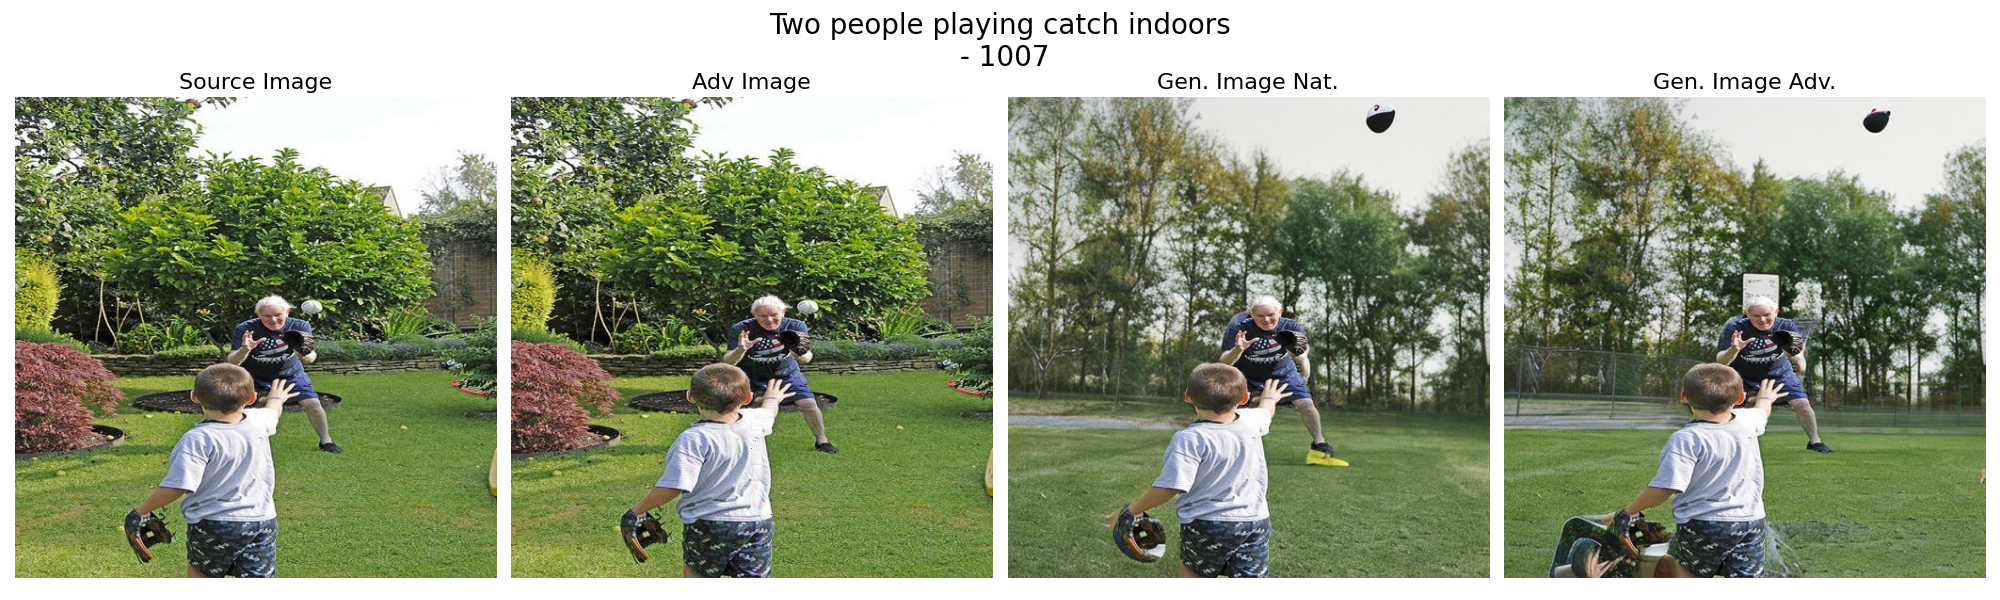 Two people playing catch indoors
- 1007
Source Image
Adv Image
Gen. Image Nat.
Gen. Image Adv.